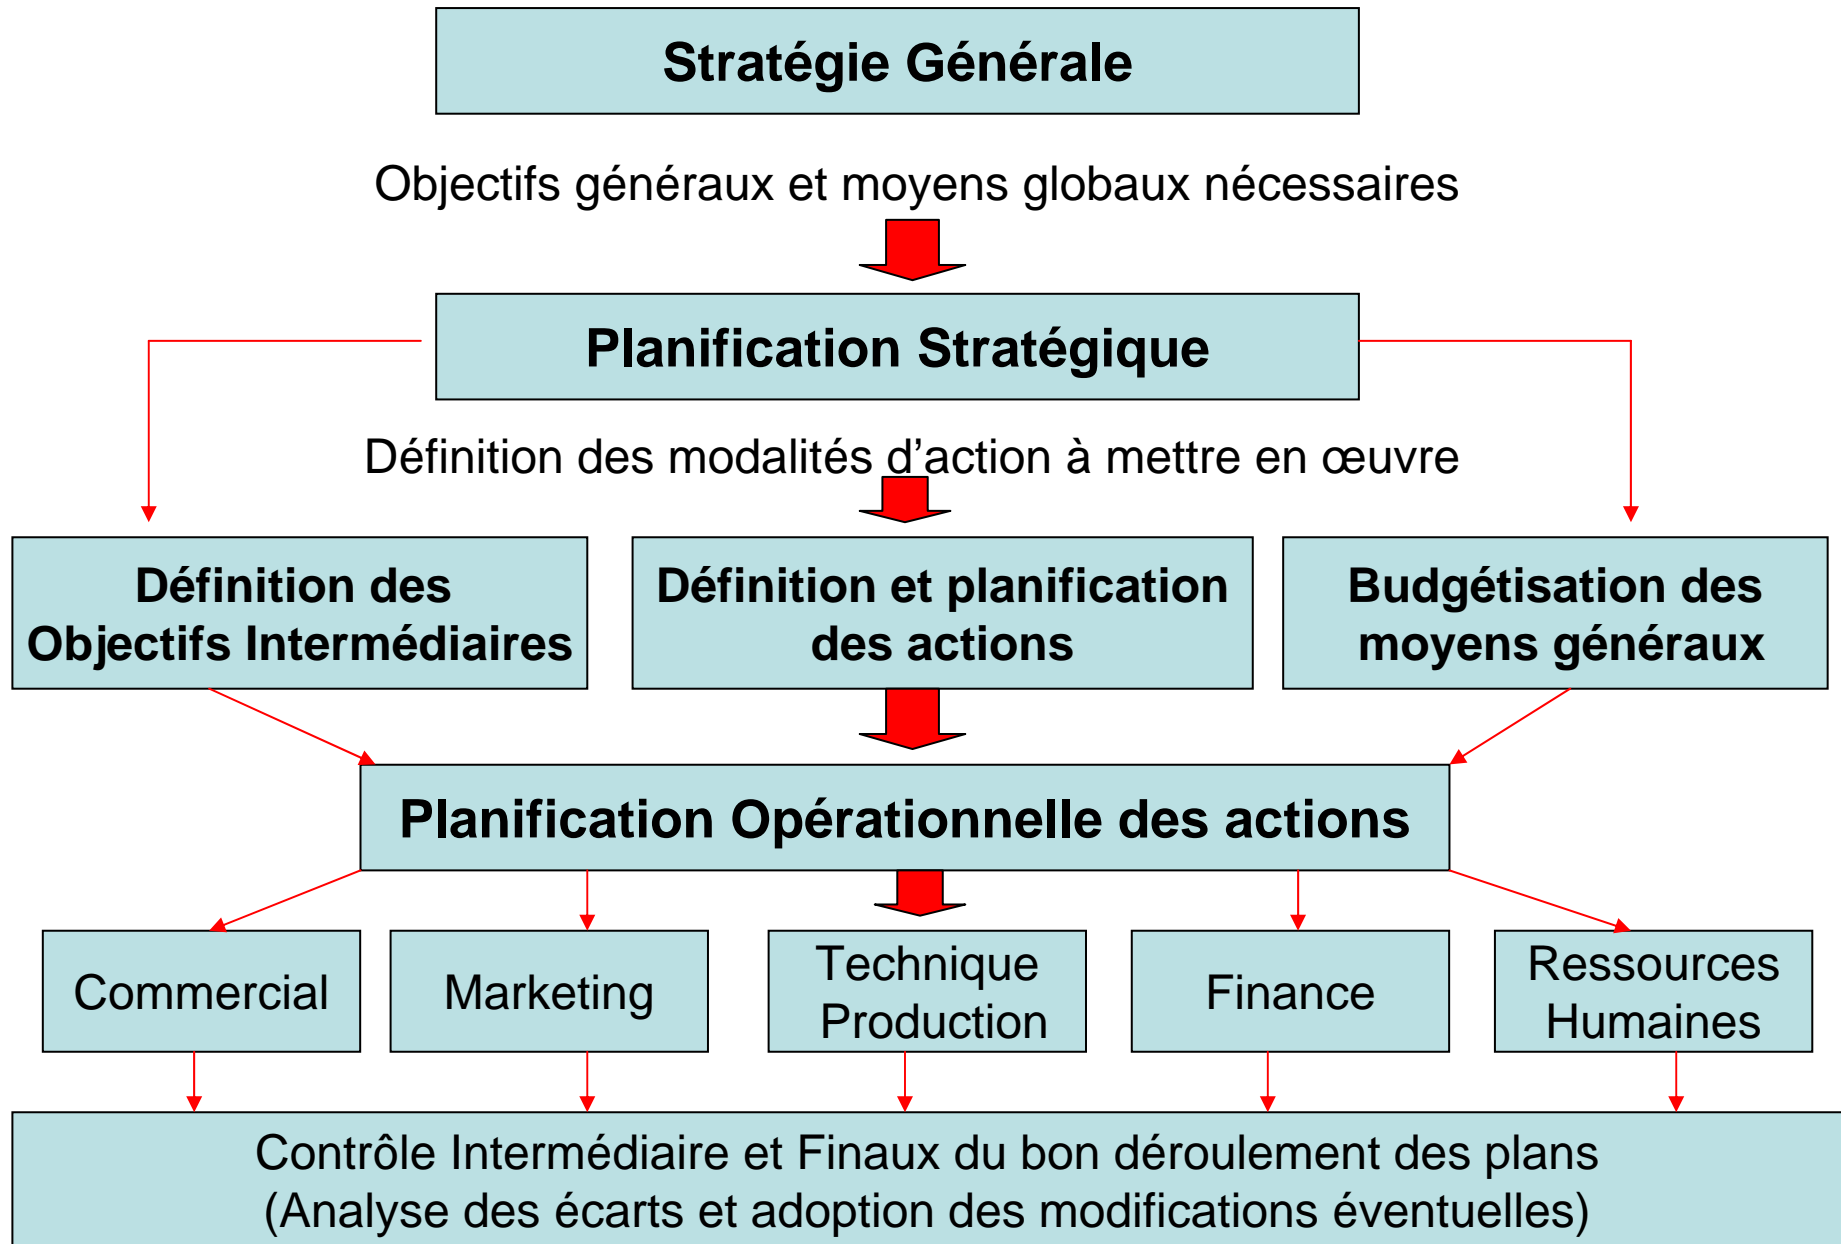 Stratégie Générale
Objectifs généraux et moyens globaux nécessaires
Planification Stratégique
Définition des modalités d’action à mettre en œuvre
Définition des
Objectifs Intermédiaires
Définition et planification
des actions
Budgétisation des
moyens généraux
Planification Opérationnelle des actions
Commercial
Marketing
Technique
Production
Finance
Ressources
Humaines
Contrôle Intermédiaire et Finaux du bon déroulement des plans
(Analyse des écarts et adoption des modifications éventuelles)